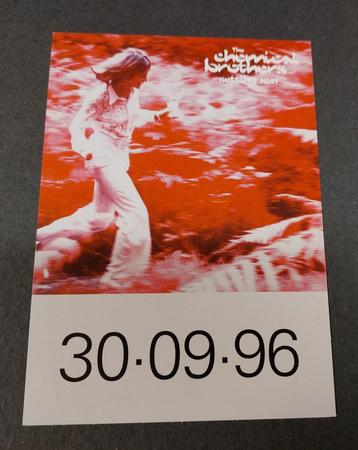 The
chemical
brothers
setting sun
30·09·96